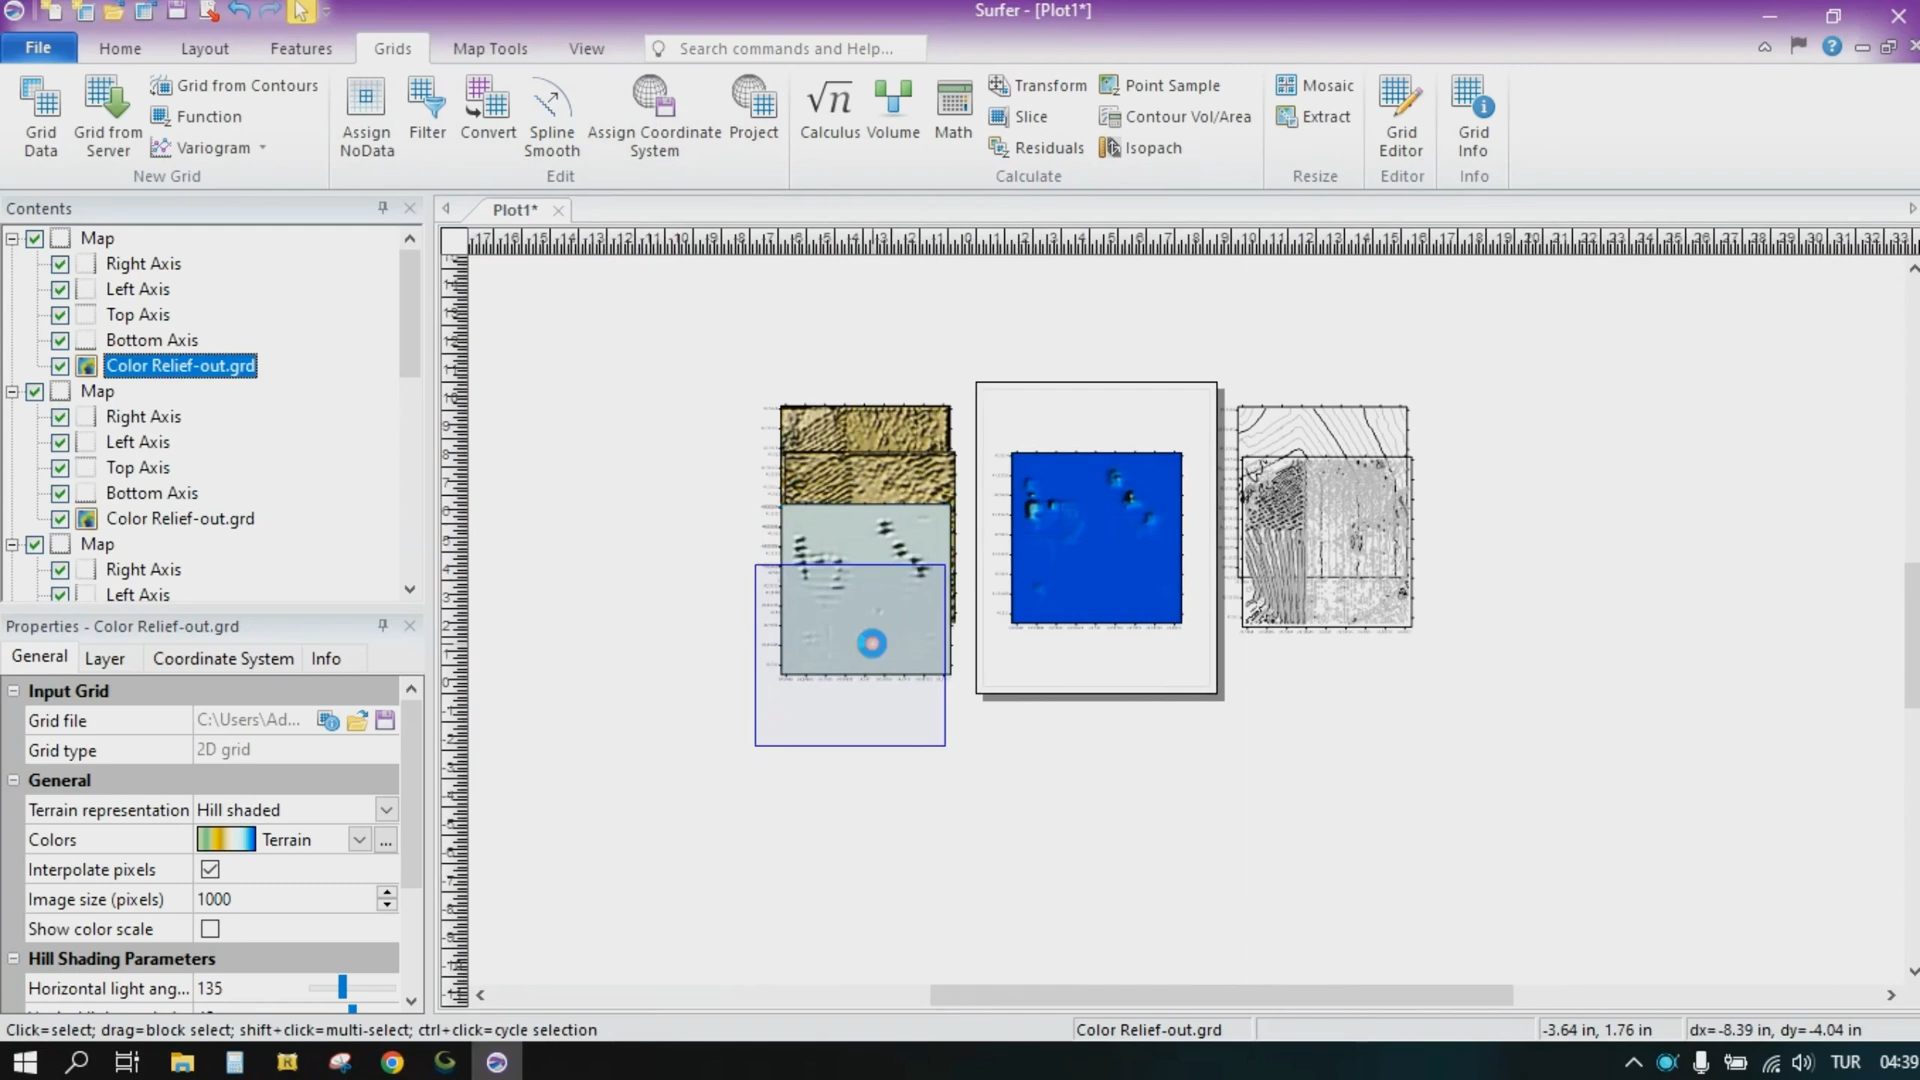 Surfer - [Plot1*]
File Home Layout Features Grids Map Tools View Search commands and Help...
Grid Data
Grid from Server
Grid from Contours
Function
Variogram
New Grid
Assign NoData
Filter
Convert
Spline Smooth
Assign Coordinate System
Project
Edit
Calculus
Volume
Math
Transform
Slice
Residuals
Point Sample
Contour Vol/Area
Isopach
Calculate
Mosaic
Extract
Resize
Grid Editor
Editor
Grid Info
Info
Contents
Plot1*
Map
Right Axis
Left Axis
Top Axis
Bottom Axis
Color Relief-out.grd
Map
Right Axis
Left Axis
Top Axis
Bottom Axis
Color Relief-out.grd
Map
Right Axis
Left Axis
Properties - Color Relief-out.grd
General Layer Coordinate System Info
Input Grid
Grid file C:\Users\Ad...
Grid type 2D grid
General
Terrain representation Hill shaded
Colors Terrain ...
Interpolate pixels
Image size (pixels) 1000
Show color scale
Hill Shading Parameters
Horizontal light ang... 135
Click=select; drag=block select; shift+click=multi-select; ctrl+click=cycle selection
Color Relief-out.grd
-3.64 in, 1.76 in
dx=-8.39 in, dy=-4.04 in
TUR 04:39